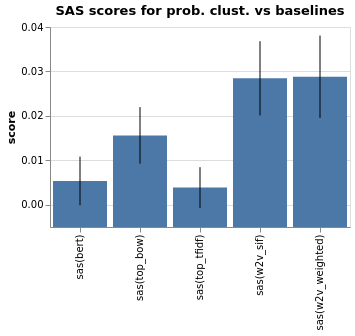 SAS scores for prob. clust. vs baselines
0.04
0.03
0.02
0.01
0.00
score
sas(bert)
sas(top_bow)
sas(top_tfidf)
sas(w2v_sif)
sas(w2v_weighted)